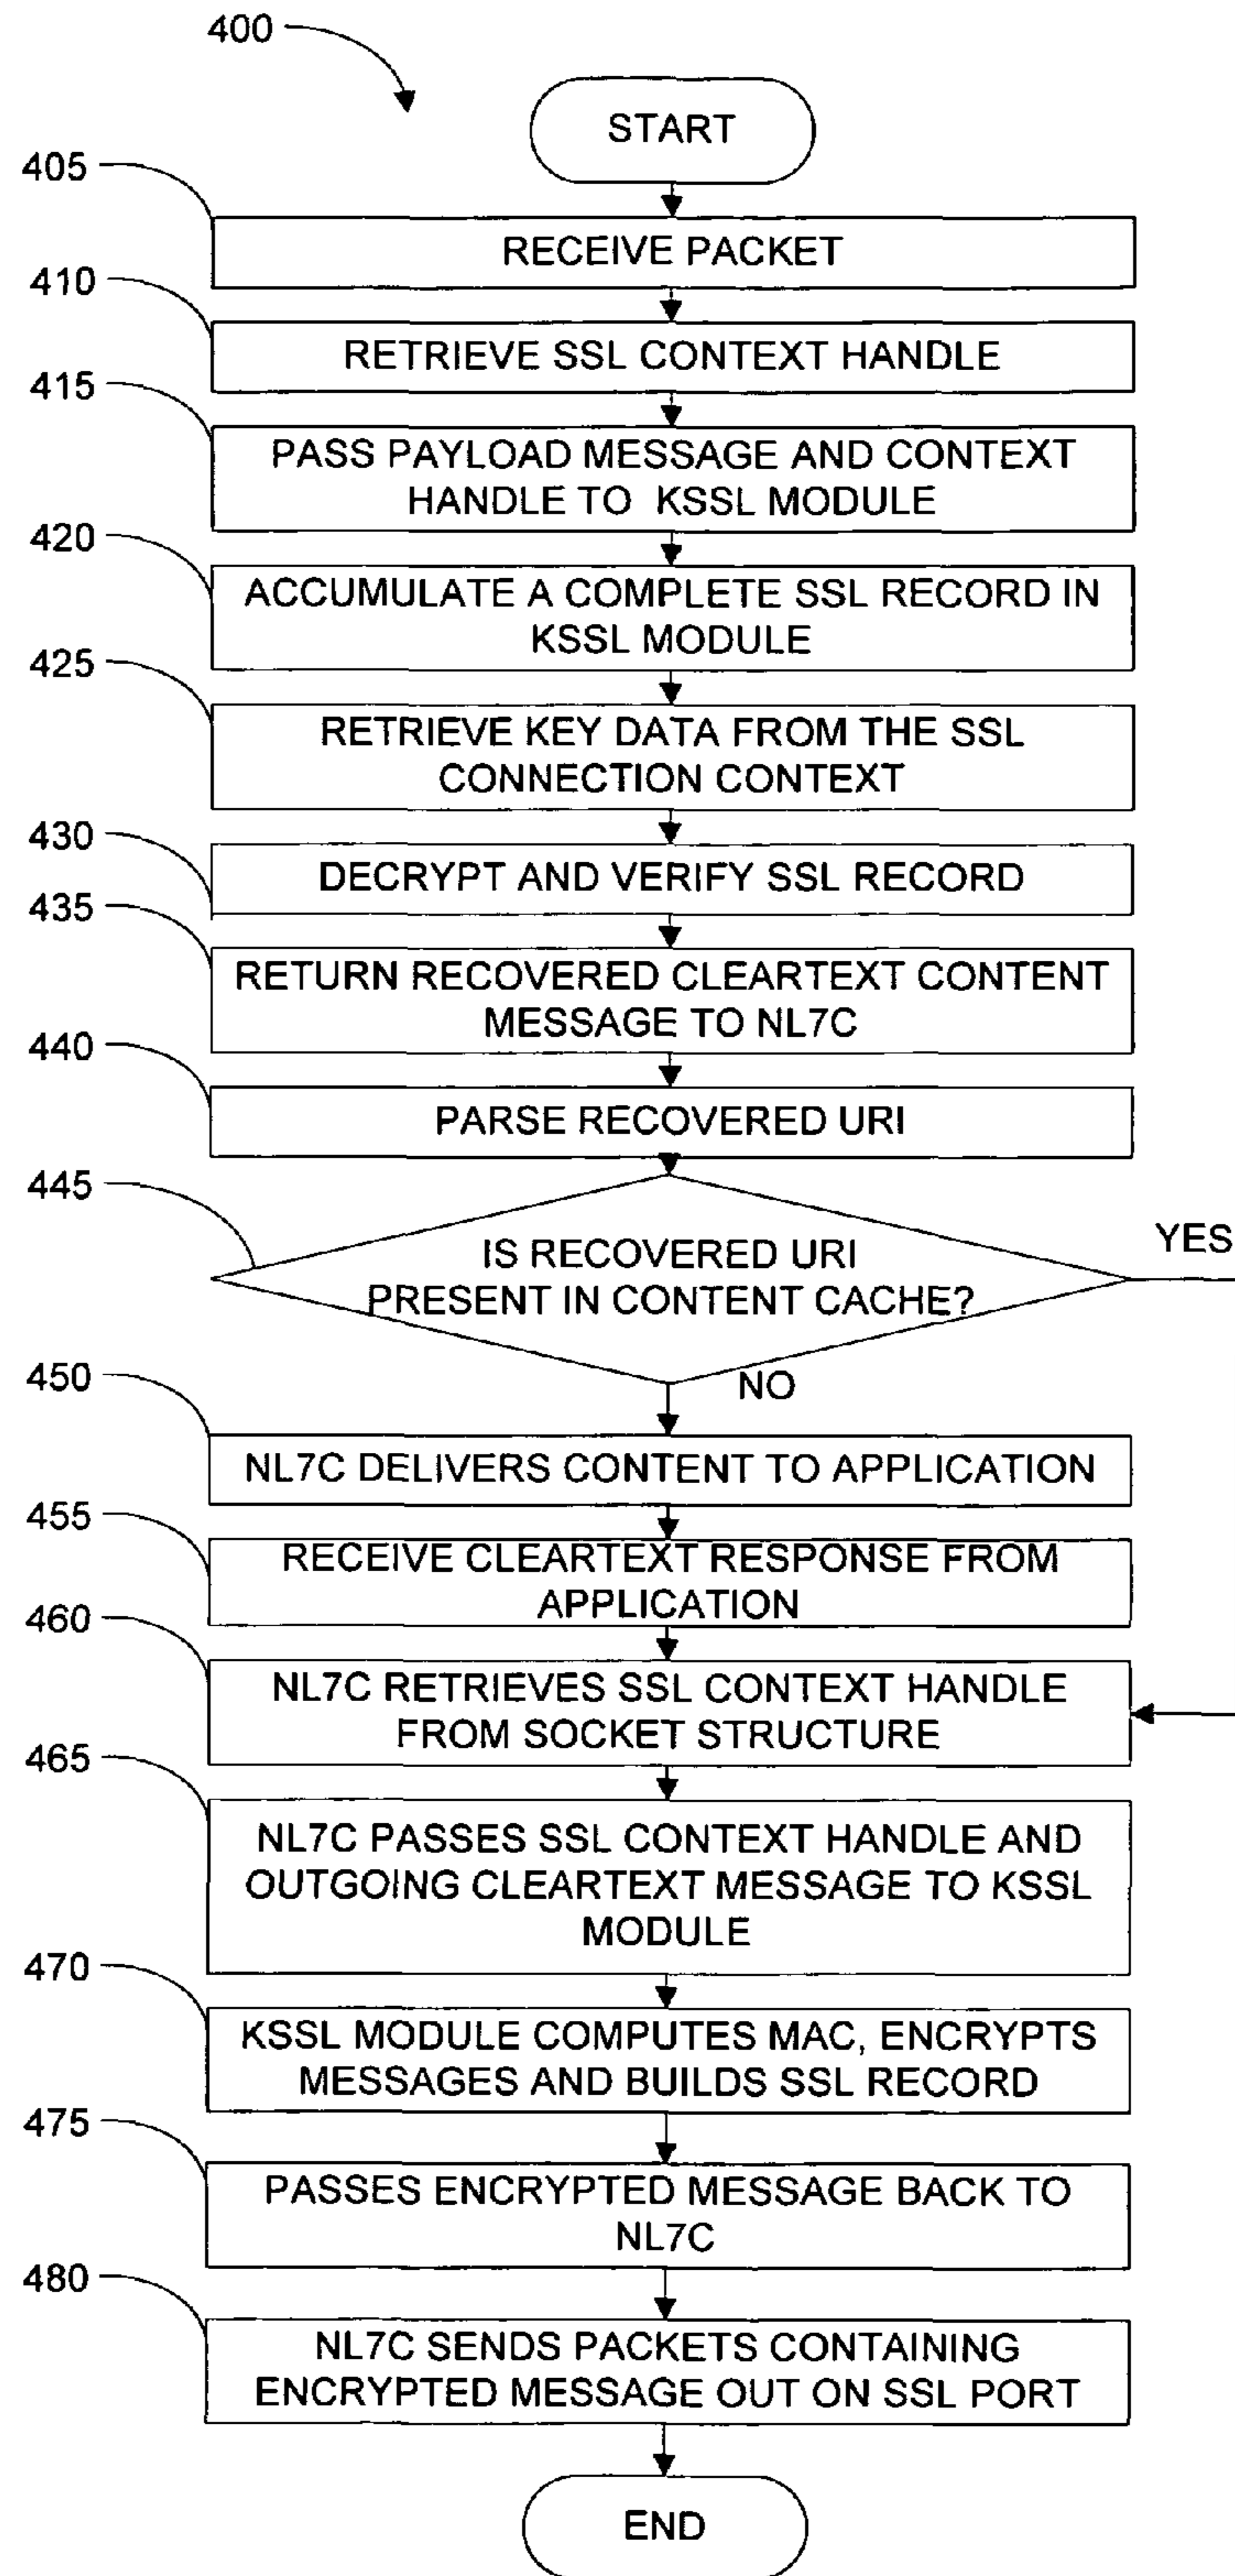 400
START
405
RECEIVE PACKET
410
RETRIEVE SSL CONTEXT HANDLE
415
PASS PAYLOAD MESSAGE AND CONTEXT
HANDLE TO KSSL MODULE
420
ACCUMULATE A COMPLETE SSL RECORD IN
KSSL MODULE
425
RETRIEVE KEY DATA FROM THE SSL
CONNECTION CONTEXT
430
DECRYPT AND VERIFY SSL RECORD
435
RETURN RECOVERED CLEARTEXT CONTENT
MESSAGE TO NL7C
440
PARSE RECOVERED URI
445
IS RECOVERED URI
PRESENT IN CONTENT CACHE?
YES
NO
450
NL7C DELIVERS CONTENT TO APPLICATION
455
RECEIVE CLEARTEXT RESPONSE FROM
APPLICATION
460
NL7C RETRIEVES SSL CONTEXT HANDLE
FROM SOCKET STRUCTURE
465
NL7C PASSES SSL CONTEXT HANDLE AND
OUTGOING CLEARTEXT MESSAGE TO KSSL
MODULE
470
KSSL MODULE COMPUTES MAC, ENCRYPTS
MESSAGES AND BUILDS SSL RECORD
475
PASSES ENCRYPTED MESSAGE BACK TO
NL7C
480
NL7C SENDS PACKETS CONTAINING
ENCRYPTED MESSAGE OUT ON SSL PORT
END